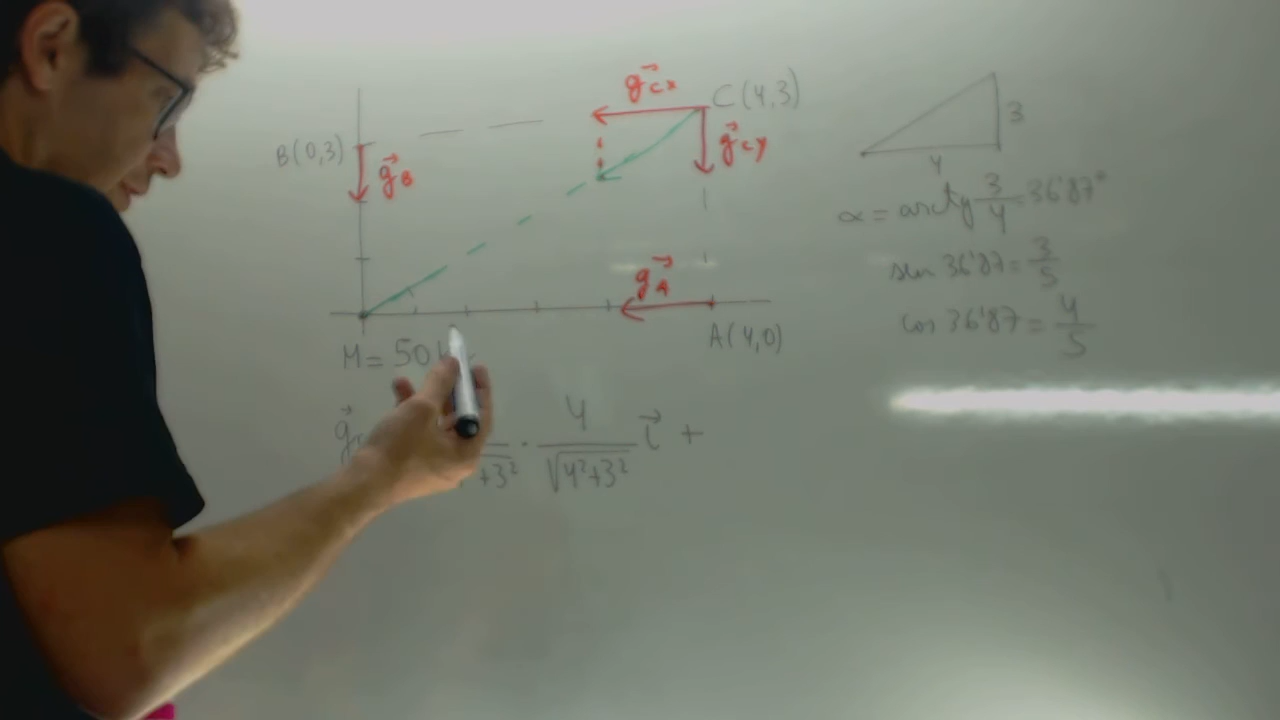 g⃗cx
C(4,3)
B(0,3)
g⃗B
g⃗cy
3
4
α = arctg 3/4 = 36'87°
sen 36'87 = 3/5
cos 36'87 = 4/5
g⃗A
A(4,0)
M = 50
g⃗ +3² · 4/√(4²+3²) i⃗ +